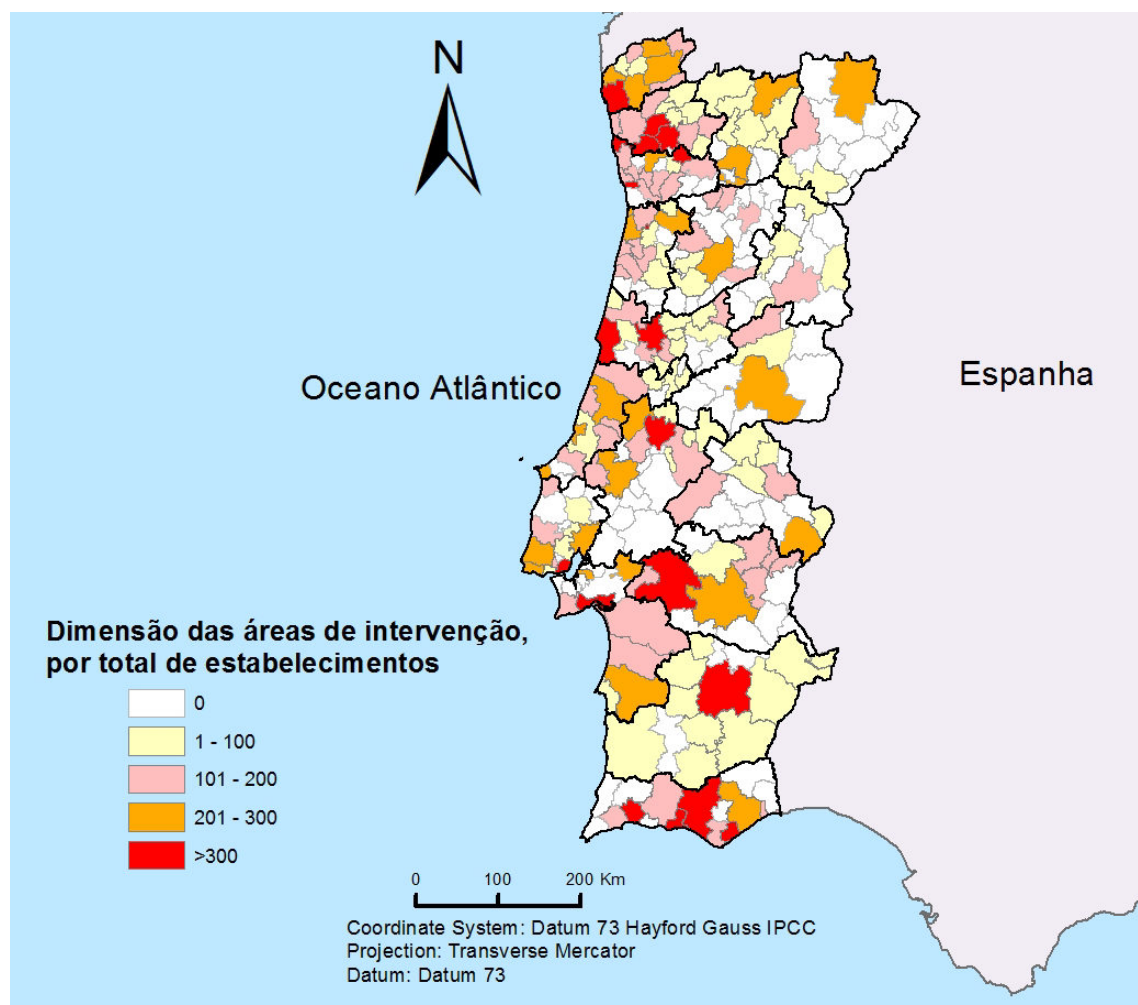 N
Oceano Atlântico
Espanha
Dimensão das áreas de intervenção,
por total de estabelecimentos
0
1 - 100
101 - 200
201 - 300
>300
0 100 200 Km
Coordinate System: Datum 73 Hayford Gauss IPCC
Projection: Transverse Mercator
Datum: Datum 73